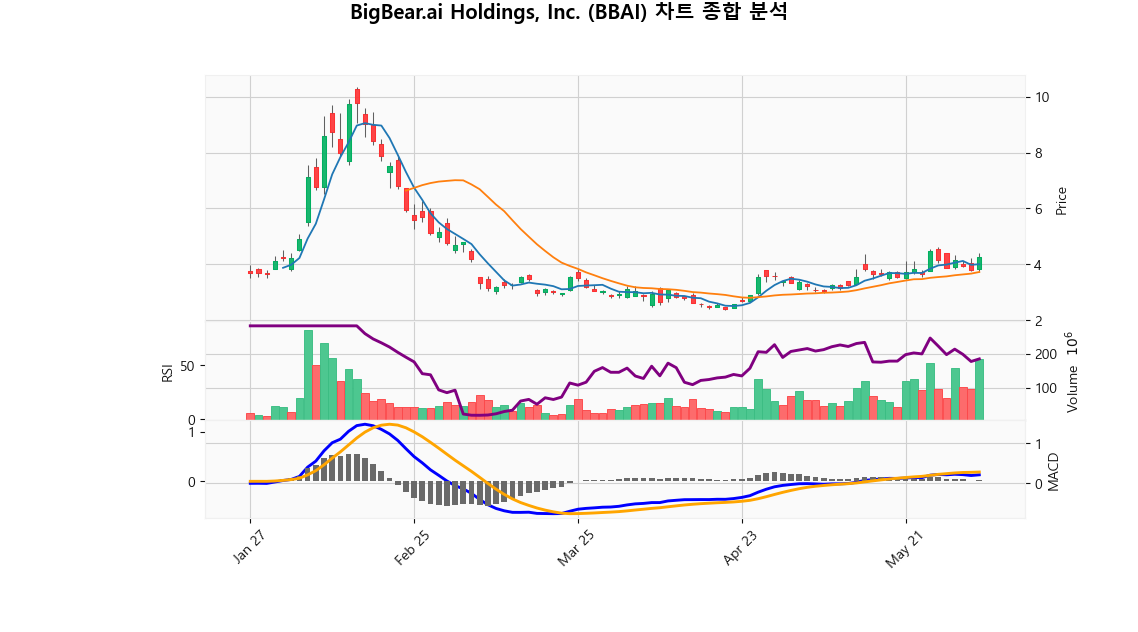 BigBear.ai Holdings, Inc. (BBAI) 차트 종합 분석
10
8
6
4
2
Price
50
0
RSI
200
100
Volume 10^6
1
0
1
0
MACD
Jan 27
Feb 25
Mar 25
Apr 23
May 21